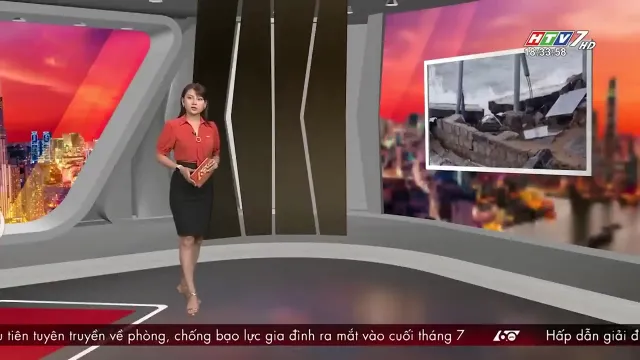 HTV7 HD
18:33:58
u tiên tuyên truyền về phòng, chống bạo lực gia đình ra mắt vào cuối tháng 7 60 Hấp dẫn giải đ